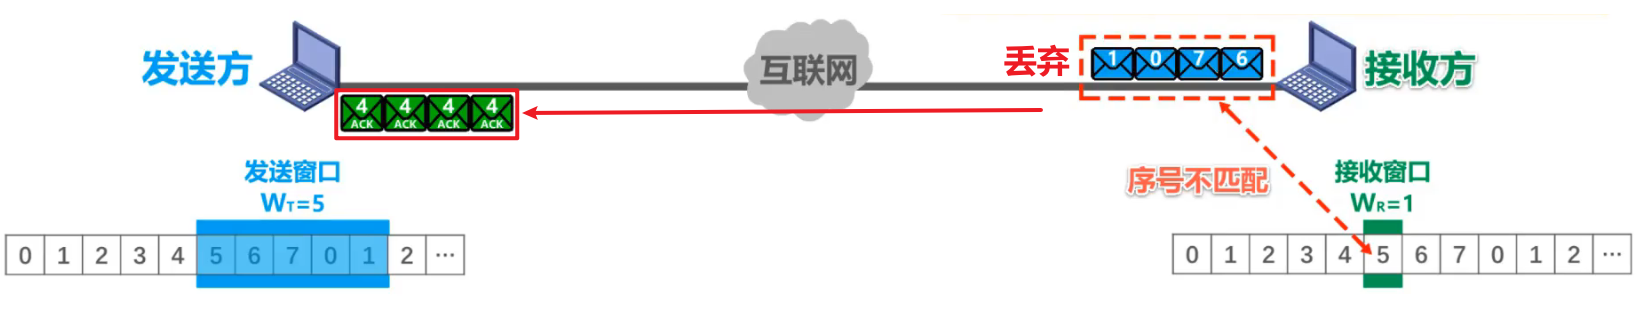 发送方
互联网
丢弃
1 0 7 6
接收方
4 4 4 4
ACK ACK ACK ACK
发送窗口
WT=5
序号不匹配
接收窗口
WR=1
0 1 2 3 4 5 6 7 0 1 2 ...
0 1 2 3 4 5 6 7 0 1 2 ...